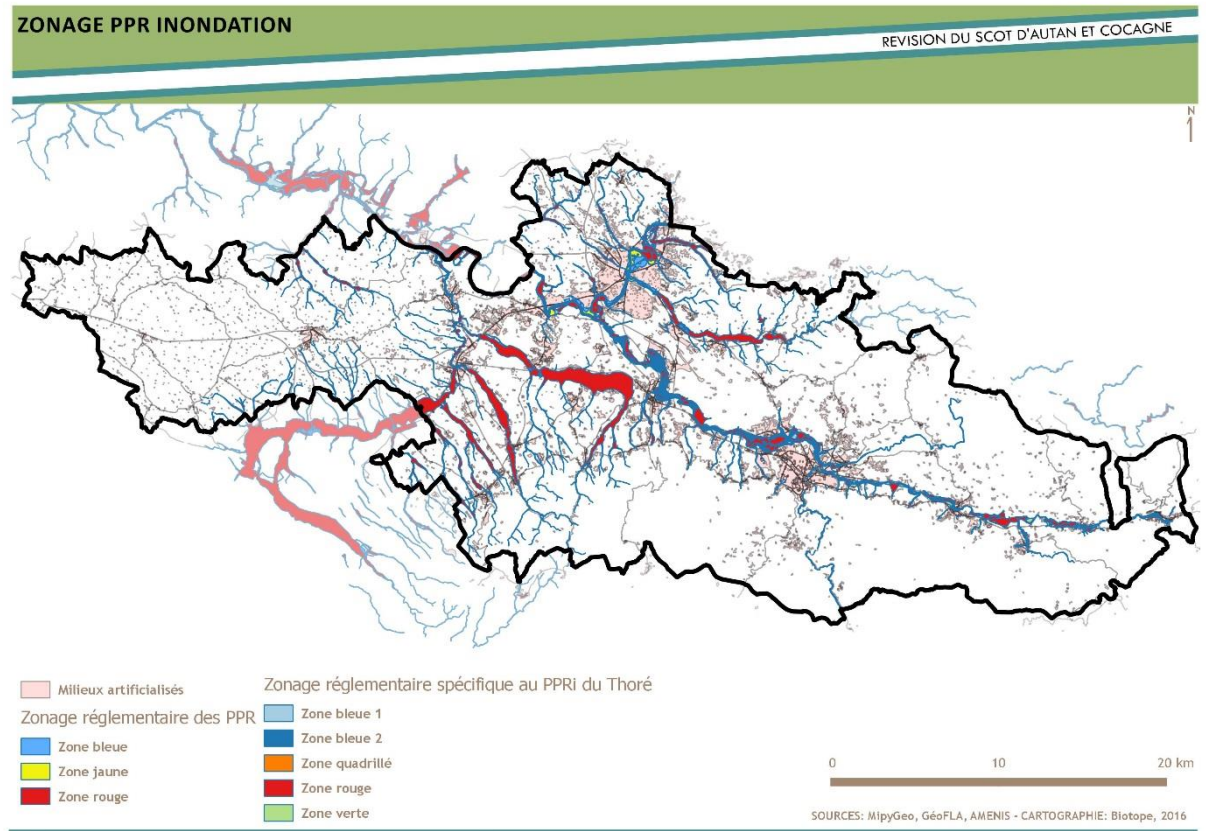 ZONAGE PPR INONDATION
REVISION DU SCOT D'AUTAN ET COCAGNE
N
Milieux artificialisés
Zonage réglementaire des PPR
Zone bleue
Zone jaune
Zone rouge
Zonage réglementaire spécifique au PPRi du Thoré
Zone bleue 1
Zone bleue 2
Zone quadrillé
Zone rouge
Zone verte
0 10 20 km
SOURCES: MipyGeo, GéoFLA, AMENIS - CARTOGRAPHIE: Biotope, 2016